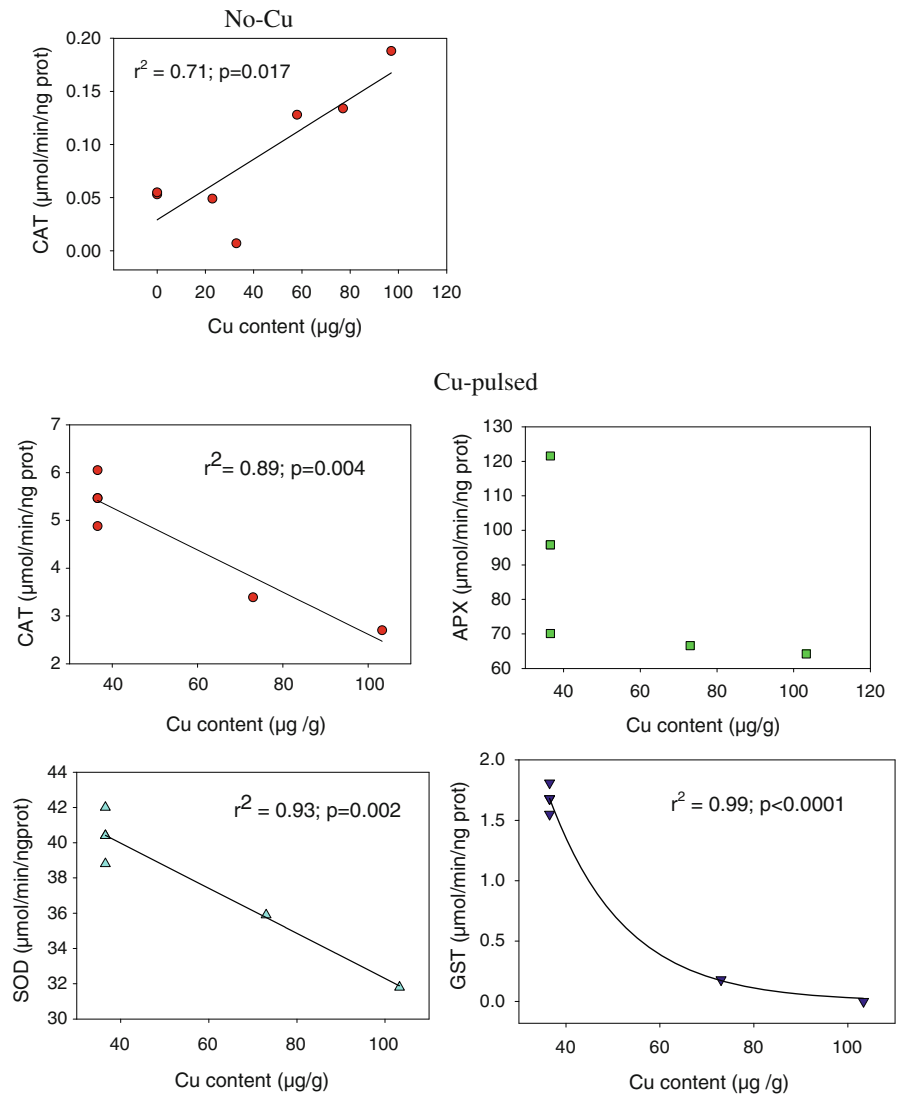 No-Cu
r² = 0.71; p=0.017
CAT (µmol/min/ng prot)
0.20
0.15
0.10
0.05
0.00
0 20 40 60 80 100 120
Cu content (µg/g)
Cu-pulsed
r²= 0.89; p=0.004
CAT (µmol/min/ng prot)
7
6
5
4
3
2
40 60 80 100
Cu content (µg /g)
APX (µmol/min/ng prot)
130
120
110
100
90
80
70
60
40 60 80 100 120
Cu content (µg/g)
r² = 0.93; p=0.002
SOD (µmol/min/ngprot)
44
42
40
38
36
34
32
30
40 60 80 100
Cu content (µg/g)
r² = 0.99; p<0.0001
GST (µmol/min/ng prot)
2.0
1.5
1.0
0.5
0.0
40 60 80 100
Cu content (µg /g)